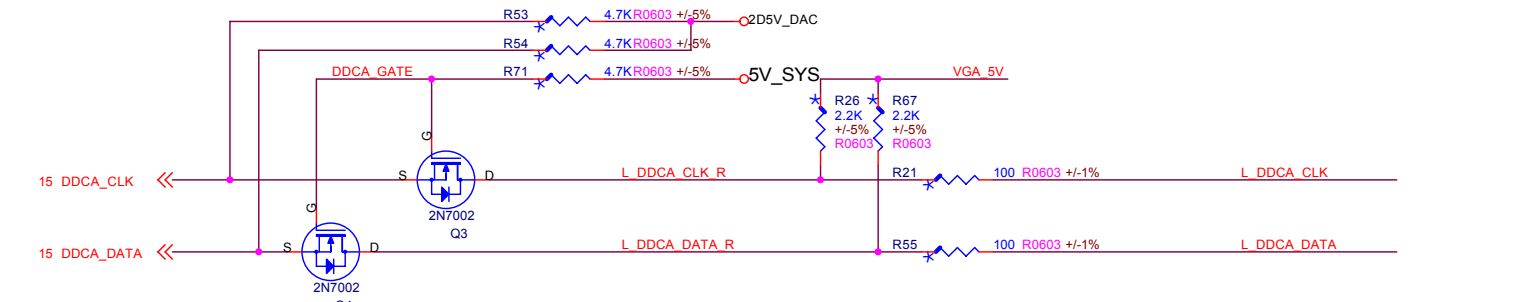 R53 4.7K R0603 +/-5% 2D5V_DAC
R54 4.7K R0603 +/-5%
DDCA_GATE R71 4.7K R0603 +/-5% 5V_SYS VGA_5V
R26 R67
2.2K 2.2K
+/-5% +/-5%
R0603 R0603
G
15 DDCA_CLK S D L_DDCA_CLK_R R21 100 R0603 +/-1% L_DDCA_CLK
2N7002
Q3
G
15 DDCA_DATA S D L_DDCA_DATA_R R55 100 R0603 +/-1% L_DDCA_DATA
2N7002